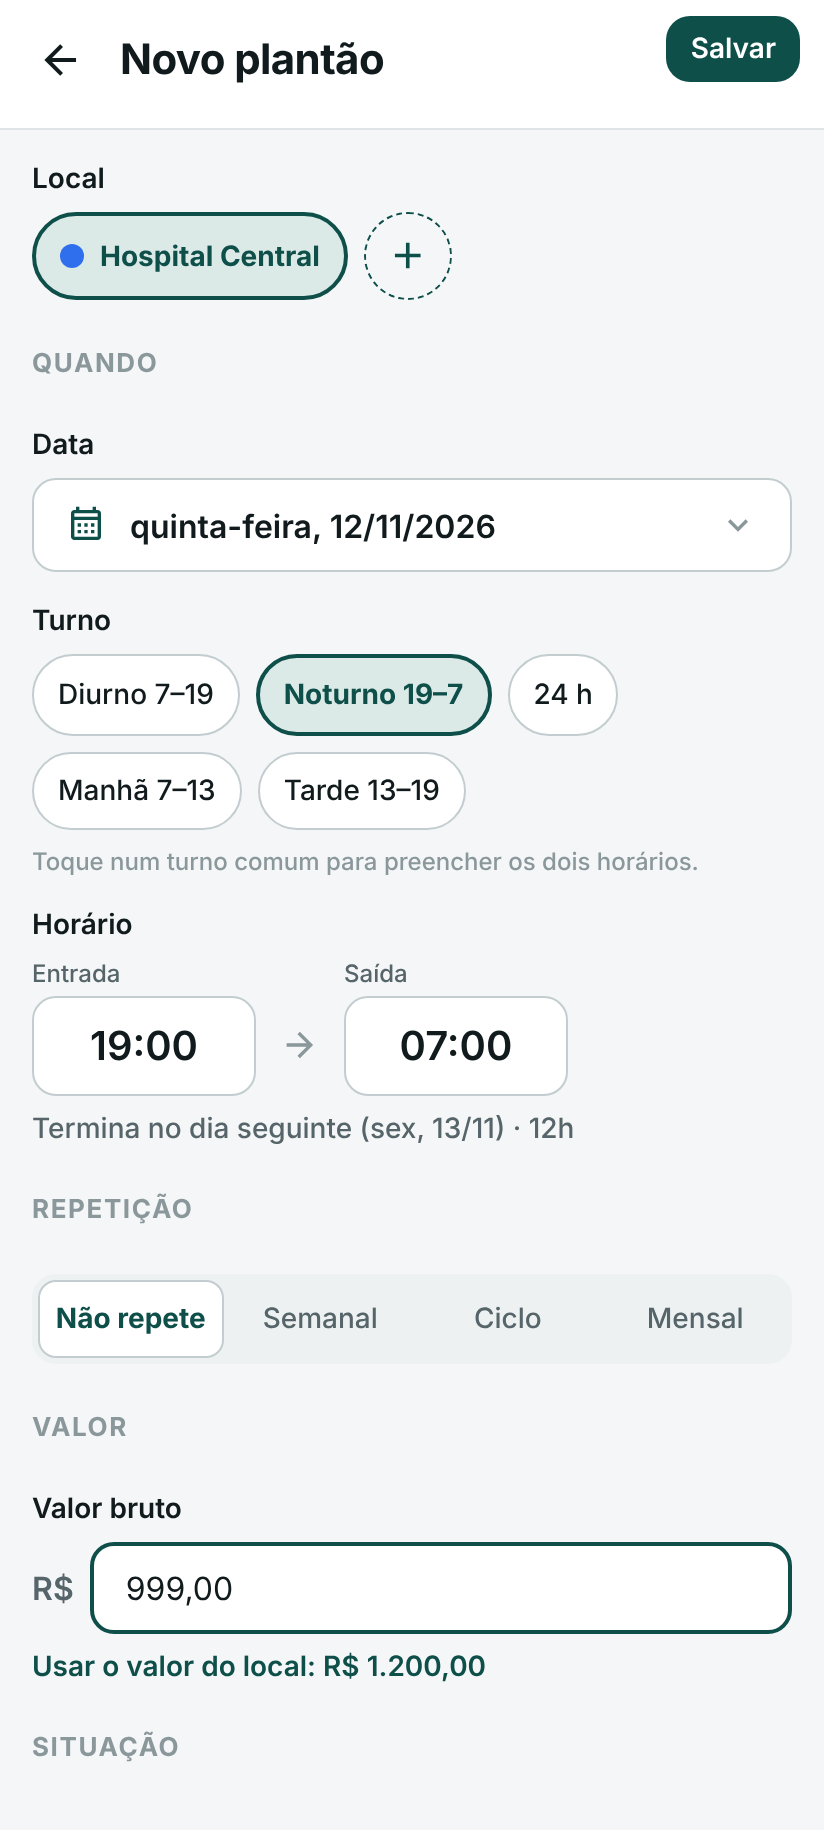 Novo plantão
Salvar
Local
Hospital Central
+
QUANDO
Data
quinta-feira, 12/11/2026
Turno
Diurno 7–19
Noturno 19–7
24 h
Manhã 7–13
Tarde 13–19
Toque num turno comum para preencher os dois horários.
Horário
Entrada
Saída
19:00
07:00
Termina no dia seguinte (sex, 13/11) · 12h
REPETIÇÃO
Não repete
Semanal
Ciclo
Mensal
VALOR
Valor bruto
R$
999,00
Usar o valor do local: R$ 1.200,00
SITUAÇÃO